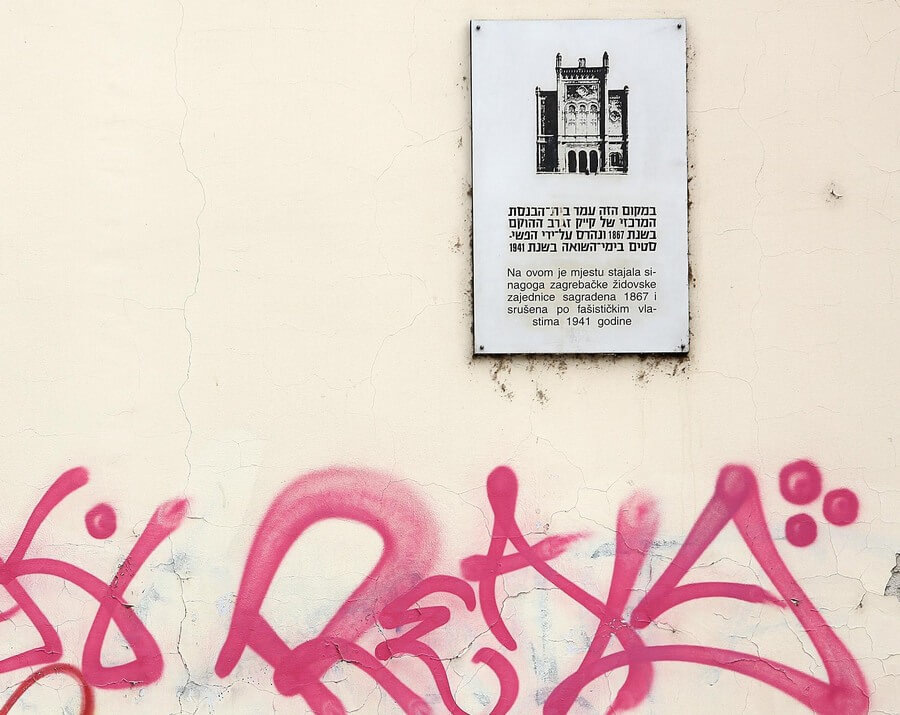 במקום הזה עמד בית־הכנסת
המרכזי של קייק זגרב ההוקם
בשנת 1867 ונהרס על־ידי הפשי־
סטים בימי־השואה בשנת 1941
Na ovom je mjestu stajala si-
nagoga zagrebačke židovske
zajednice sagrađena 1867 i
srušena po fašističkim vla-
stima 1941 godine